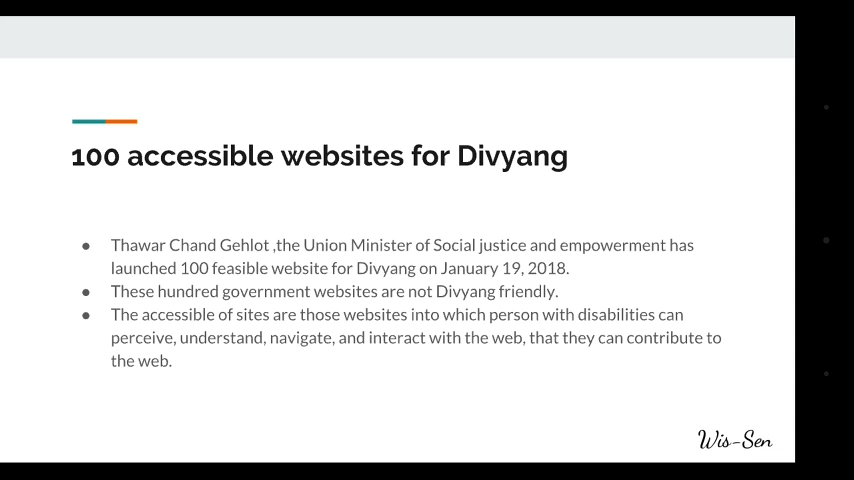 100 accessible websites for Divyang
● Thawar Chand Gehlot ,the Union Minister of Social justice and empowerment has
launched 100 feasible website for Divyang on January 19, 2018.
● These hundred government websites are not Divyang friendly.
● The accessible of sites are those websites into which person with disabilities can
perceive, understand, navigate, and interact with the web, that they can contribute to
the web.
Wis-Sen